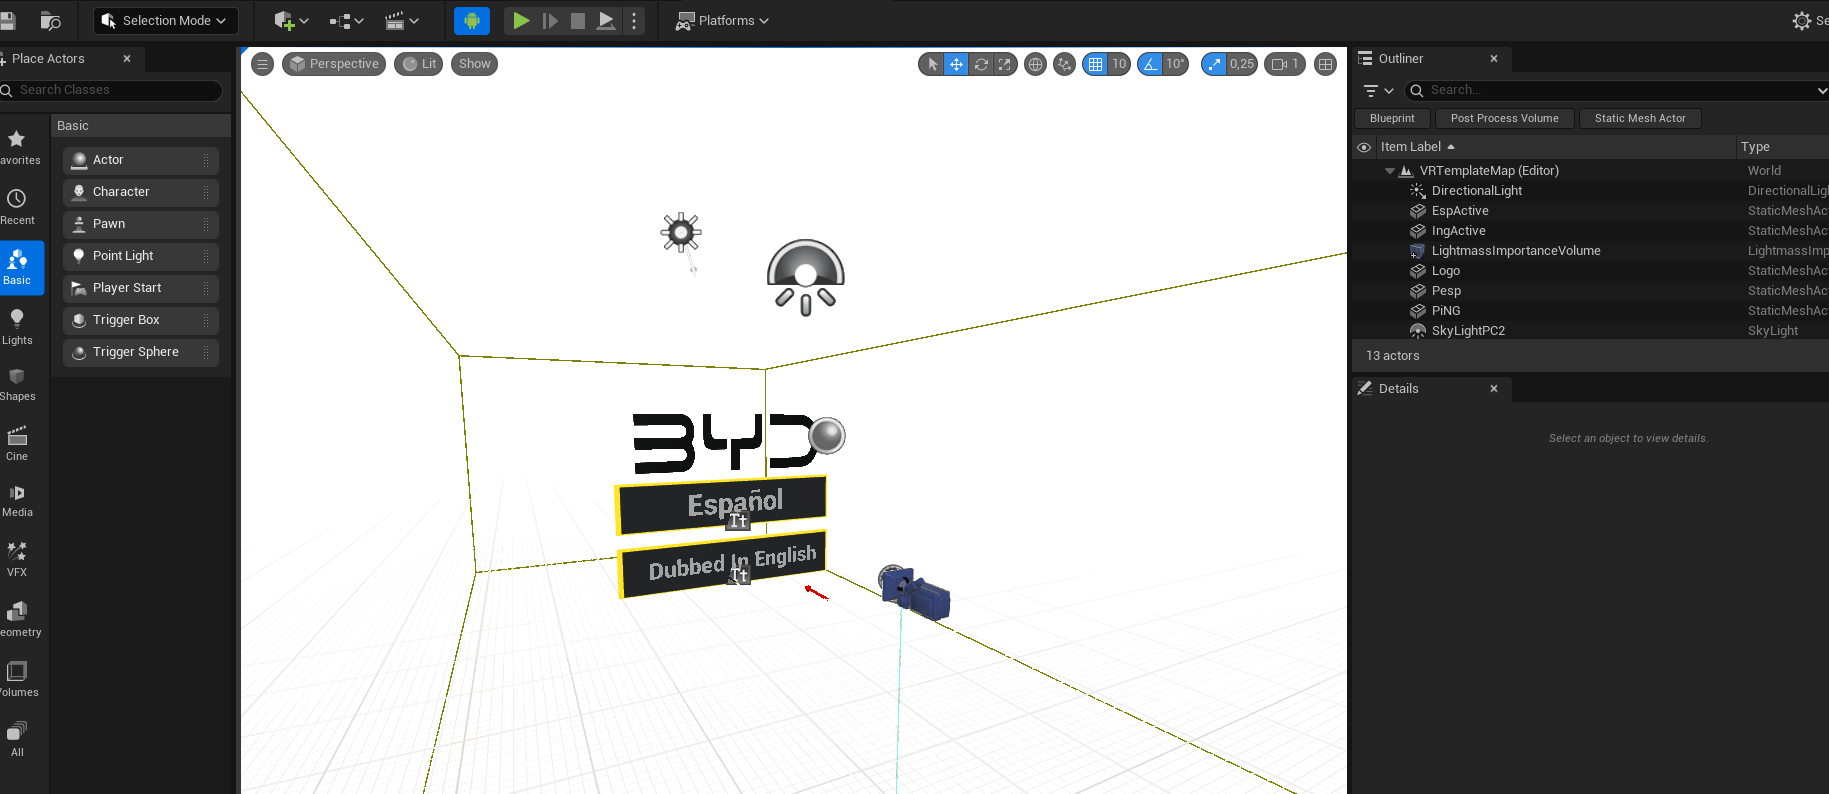 Selection Mode
Platforms
Se
Place Actors
Search Classes
Basic
Actor
Character
Pawn
Point Light
Player Start
Trigger Box
Trigger Sphere
avorites
Recent
Basic
Lights
Shapes
Cine
Media
VFX
eometry
olumes
All
Perspective
Lit
Show
10
10°
0,25
1
BYD
Español
Tt
Dubbed In English
Tt
Outliner
Search...
Blueprint
Post Process Volume
Static Mesh Actor
Item Label
Type
VRTemplateMap (Editor)
World
DirectionalLight
DirectionalLigl
EspActive
StaticMeshAc
IngActive
StaticMeshAc
LightmassImportanceVolume
LightmassImp
Logo
StaticMeshAc
Pesp
StaticMeshAc
PiNG
StaticMeshAc
SkyLightPC2
SkyLight
13 actors
Details
Select an object to view details.